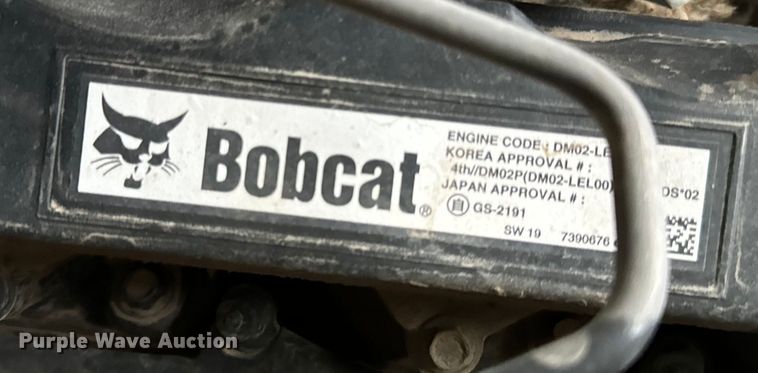 Bobcat®
ENGINE CODE : DM02-LE
KOREA APPROVAL # :
4th//DM02P(DM02-LEL00) DS*02
JAPAN APPROVAL # :
自 GS-2191
SW 19 7390676
Purple Wave Auction